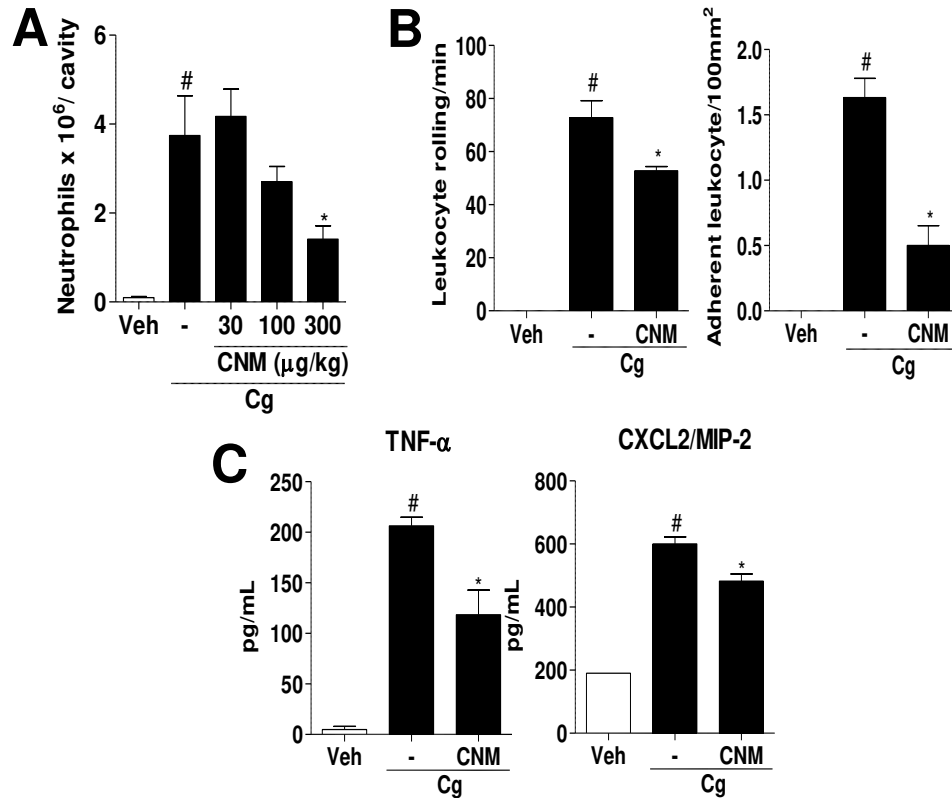 A
Neutrophils x 10⁶/ cavity
6
4
2
0
#
*
Veh - 30 100 300
CNM (μg/kg)
Cg
B
Leukocyte rolling/min
100
80
60
40
20
0
#
*
Veh - CNM
Cg
Adherent leukocyte/100mm²
2.0
1.5
1.0
0.5
0.0
#
*
Veh - CNM
Cg
C
TNF-α
pg/mL
250
200
150
100
50
0
#
*
Veh - CNM
Cg
CXCL2/MIP-2
pg/mL
800
600
400
200
0
#
*
Veh - CNM
Cg